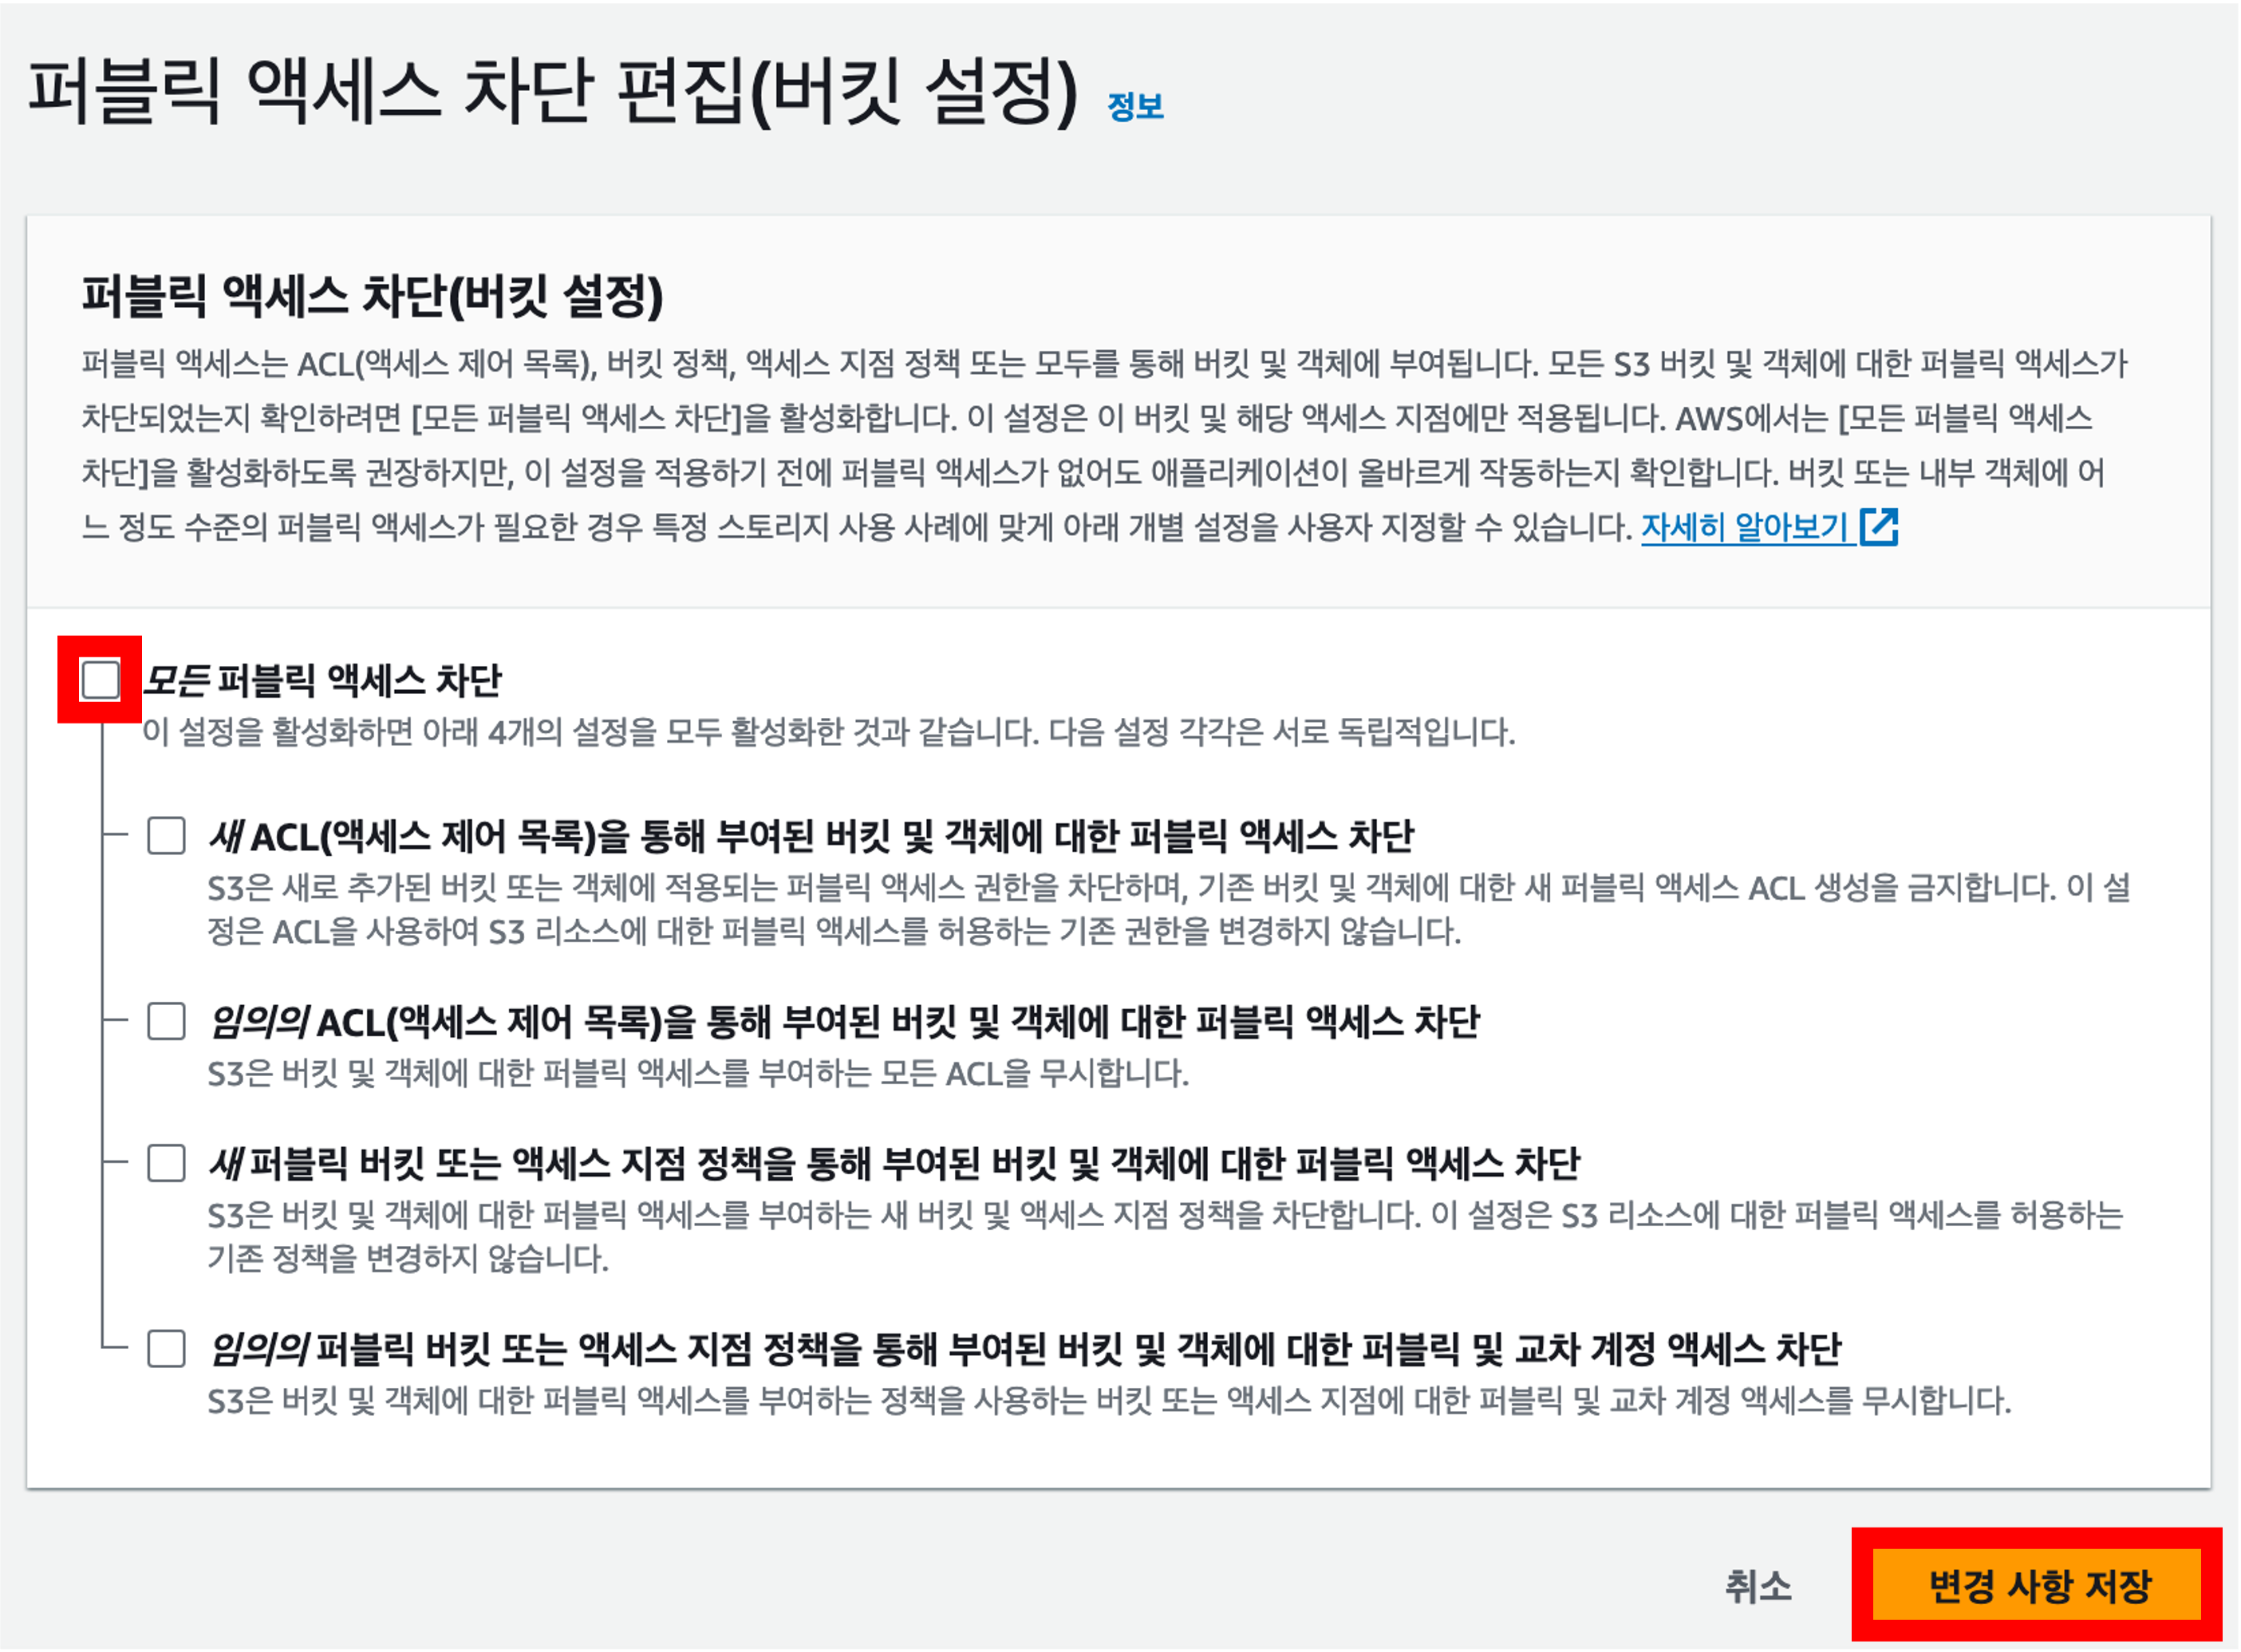 퍼블릭 액세스 차단 편집(버킷 설정) 정보
퍼블릭 액세스 차단(버킷 설정)
퍼블릭 액세스는 ACL(액세스 제어 목록), 버킷 정책, 액세스 지점 정책 또는 모두를 통해 버킷 및 객체에 부여됩니다. 모든 S3 버킷 및 객체에 대한 퍼블릭 액세스가
차단되었는지 확인하려면 [모든 퍼블릭 액세스 차단]을 활성화합니다. 이 설정은 이 버킷 및 해당 액세스 지점에만 적용됩니다. AWS에서는 [모든 퍼블릭 액세스
차단]을 활성화하도록 권장하지만, 이 설정을 적용하기 전에 퍼블릭 액세스가 없어도 애플리케이션이 올바르게 작동하는지 확인합니다. 버킷 또는 내부 객체에 어
느 정도 수준의 퍼블릭 액세스가 필요한 경우 특정 스토리지 사용 사례에 맞게 아래 개별 설정을 사용자 지정할 수 있습니다. 자세히 알아보기
모든 퍼블릭 액세스 차단
이 설정을 활성화하면 아래 4개의 설정을 모두 활성화한 것과 같습니다. 다음 설정 각각은 서로 독립적입니다.
새 ACL(액세스 제어 목록)을 통해 부여된 버킷 및 객체에 대한 퍼블릭 액세스 차단
S3은 새로 추가된 버킷 또는 객체에 적용되는 퍼블릭 액세스 권한을 차단하며, 기존 버킷 및 객체에 대한 새 퍼블릭 액세스 ACL 생성을 금지합니다. 이 설
정은 ACL을 사용하여 S3 리소스에 대한 퍼블릭 액세스를 허용하는 기존 권한을 변경하지 않습니다.
임의의 ACL(액세스 제어 목록)을 통해 부여된 버킷 및 객체에 대한 퍼블릭 액세스 차단
S3은 버킷 및 객체에 대한 퍼블릭 액세스를 부여하는 모든 ACL을 무시합니다.
새 퍼블릭 버킷 또는 액세스 지점 정책을 통해 부여된 버킷 및 객체에 대한 퍼블릭 액세스 차단
S3은 버킷 및 객체에 대한 퍼블릭 액세스를 부여하는 새 버킷 및 액세스 지점 정책을 차단합니다. 이 설정은 S3 리소스에 대한 퍼블릭 액세스를 허용하는
기존 정책을 변경하지 않습니다.
임의의 퍼블릭 버킷 또는 액세스 지점 정책을 통해 부여된 버킷 및 객체에 대한 퍼블릭 및 교차 계정 액세스 차단
S3은 버킷 및 객체에 대한 퍼블릭 액세스를 부여하는 정책을 사용하는 버킷 또는 액세스 지점에 대한 퍼블릭 및 교차 계정 액세스를 무시합니다.
취소 변경 사항 저장